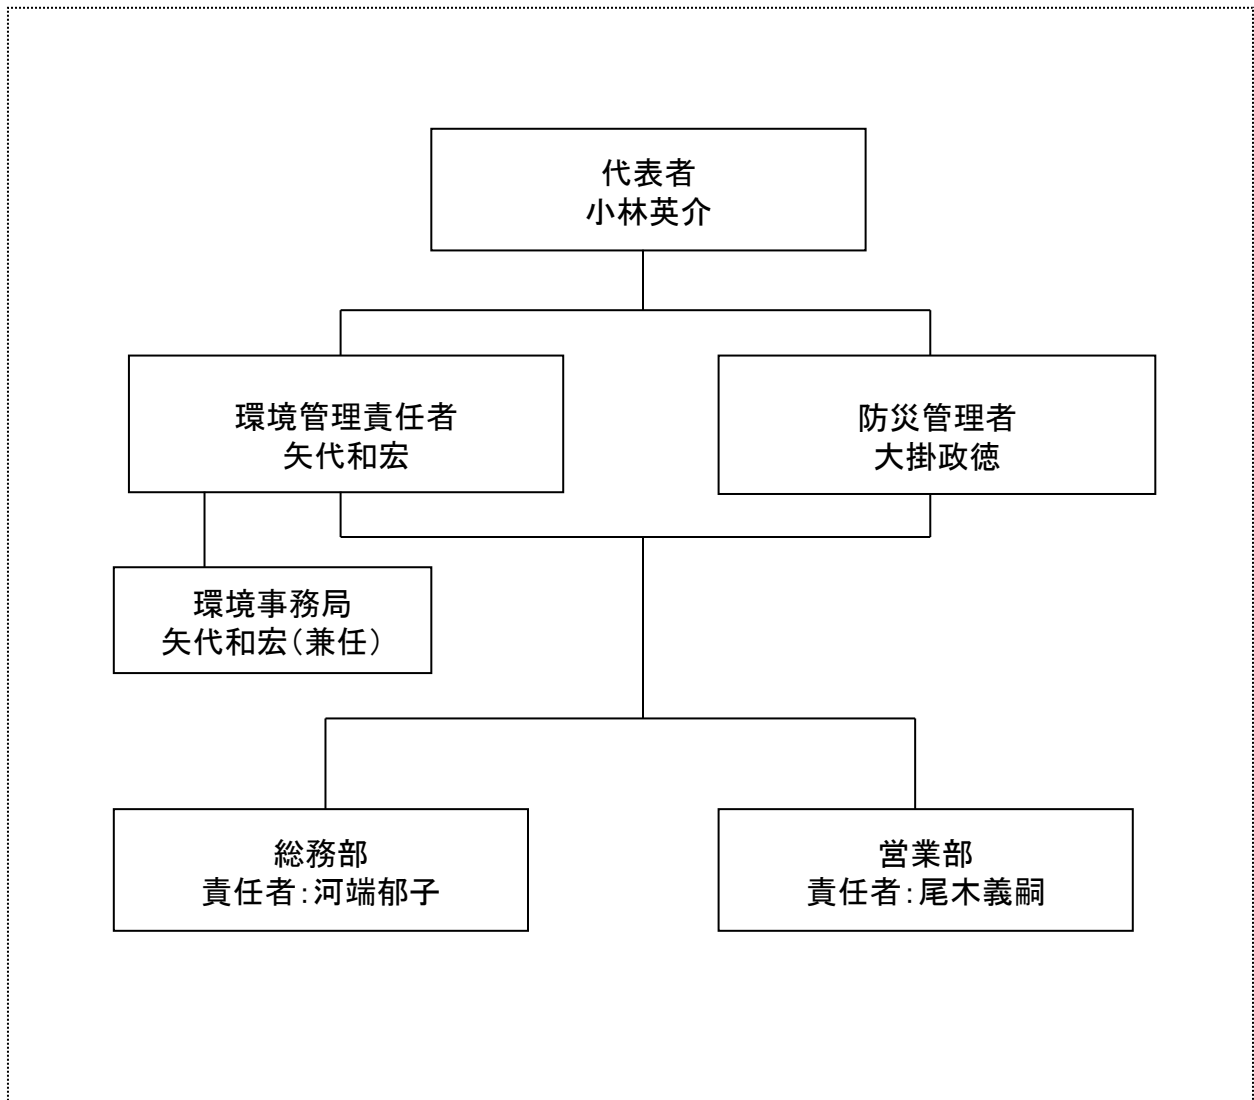 代表者
小林英介
環境管理責任者
矢代和宏
防災管理者
大掛政徳
環境事務局
矢代和宏（兼任）
総務部
責任者：河端郁子
営業部
責任者：尾木義嗣